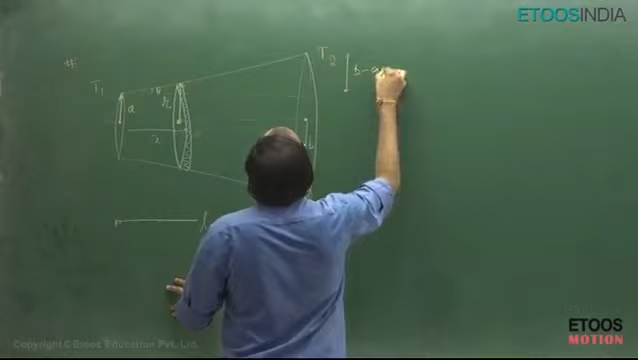 ETOOSINDIA
#
T₁
T₂
b-a
a
θ
r
x
b
l
Copyright © Etoos Education Pvt. Ltd.
ETOOS
MOTION